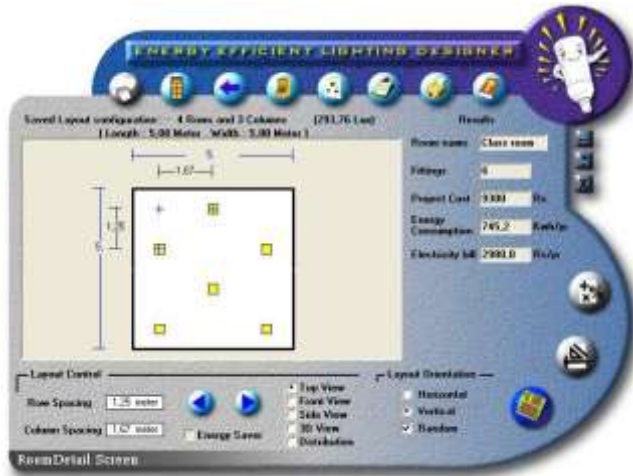 ENERGY EFFICIENT LIGHTING DESIGNER
Saved Layout configuration - 4 Rows and 3 Columns (293,76 Lux)
( Length : 5,00 Meter Width : 5,00 Meter )
Results
Room name Class room
Fittings 6
Project Cost 9300 Rs
Energy Consumption 745,2 Kwh/yr
Electricity bill 2980,8 Rs/yr
5
1,67
5
Layout Control
Row Spacing 1,25 meter
Column Spacing 1,67 meter
Energy Saver
Top View
Front View
Side View
3D View
Distribution
Layout Orientation
Horizontal
Vertical
Random
RoomDetail Screen